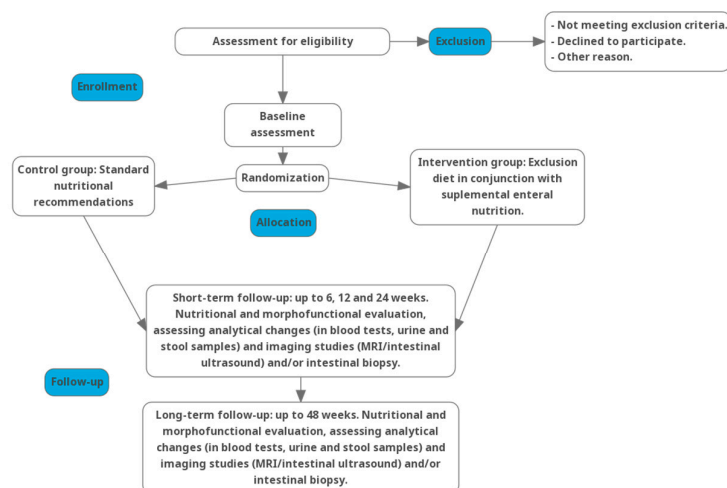 Assessment for eligibility
Exclusion
- Not meeting exclusion criteria.
- Declined to participate.
- Other reason.
Enrollment
Baseline
assessment
Control group: Standard
nutritional
recommendations
Randomization
Intervention group: Exclusion
diet in conjunction with
suplemental enteral
nutrition.
Allocation
Short-term follow-up: up to 6, 12 and 24 weeks.
Nutritional and morphofunctional evaluation,
assessing analytical changes (in blood tests, urine and
stool samples) and imaging studies (MRI/intestinal
ultrasound) and/or intestinal biopsy.
Follow-up
Long-term follow-up: up to 48 weeks. Nutritional and
morphofunctional evaluation, assessing analytical
changes (in blood tests, urine and stool samples) and
imaging studies (MRI/intestinal ultrasound) and/or
intestinal biopsy.